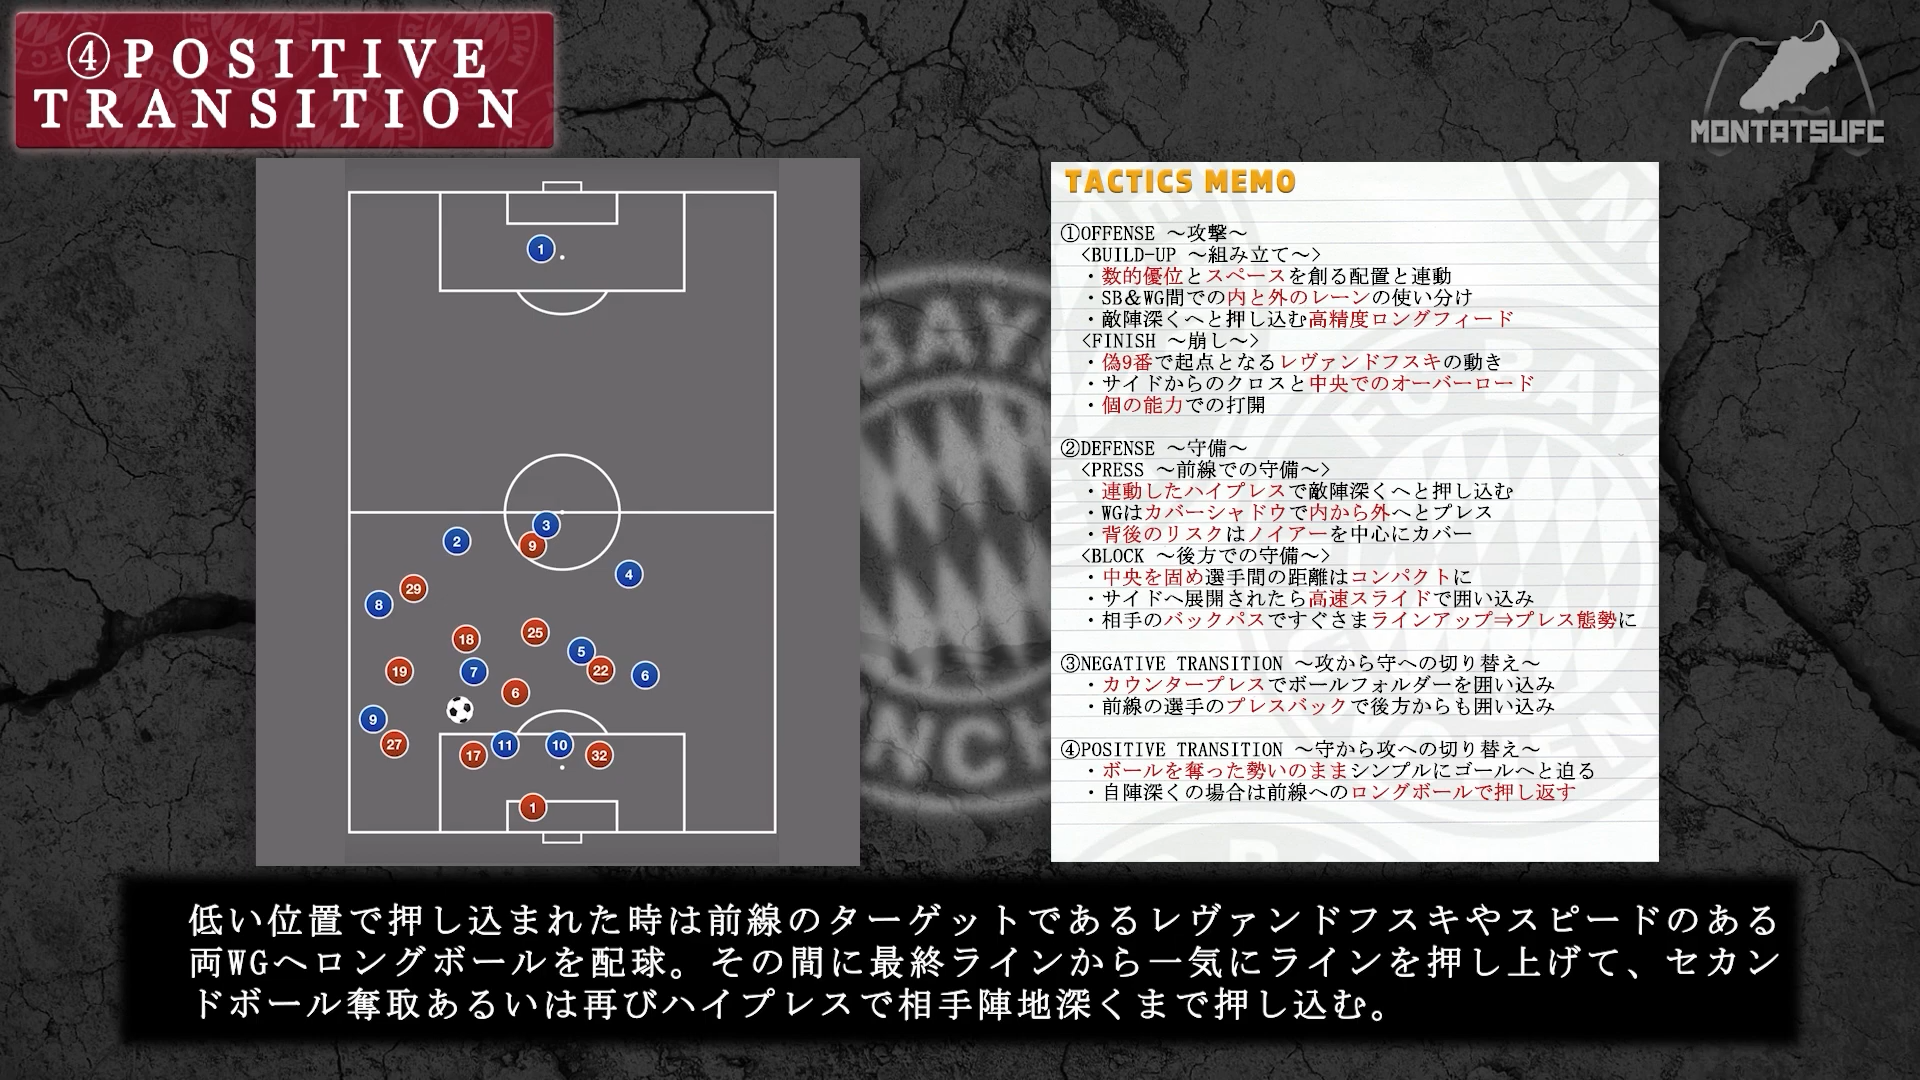 ④POSITIVE
TRANSITION
MONTATSUFC
1
3
2
9
4
29
8
25
18
5
22
19
7
6
6
9
27
11
10
17
32
1
BAY
NC
TACTICS MEMO
①OFFENSE ～攻撃～
<BUILD-UP ～組み立て～>
・数的優位とスペースを創る配置と連動
・SB&WG間での内と外のレーンの使い分け
・敵陣深くへと押し込む高精度ロングフィード
<FINISH ～崩し～>
・偽9番で起点となるレヴァンドフスキの動き
・サイドからのクロスと中央でのオーバーロード
・個の能力での打開
②DEFENSE ～守備～
<PRESS ～前線での守備～>
・連動したハイプレスで敵陣深くへと押し込む
・WGはカバーシャドウで内から外へとプレス
・背後のリスクはノイアーを中心にカバー
<BLOCK ～後方での守備～>
・中央を固め選手間の距離はコンパクトに
・サイドへ展開されたら高速スライドで囲い込み
・相手のバックパスですぐさまラインアップ⇒プレス態勢に
③NEGATIVE TRANSITION ～攻から守への切り替え～
・カウンタープレスでボールフォルダーを囲い込み
・前線の選手のプレスバックで後方からも囲い込み
④POSITIVE TRANSITION ～守から攻への切り替え～
・ボールを奪った勢いのままシンプルにゴールへと迫る
・自陣深くの場合は前線へのロングボールで押し返す
低い位置で押し込まれた時は前線のターゲットであるレヴァンドフスキやスピードのある
両WGへロングボールを配球。その間に最終ラインから一気にラインを押し上げて、セカン
ドボール奪取あるいは再びハイプレスで相手陣地深くまで押し込む。